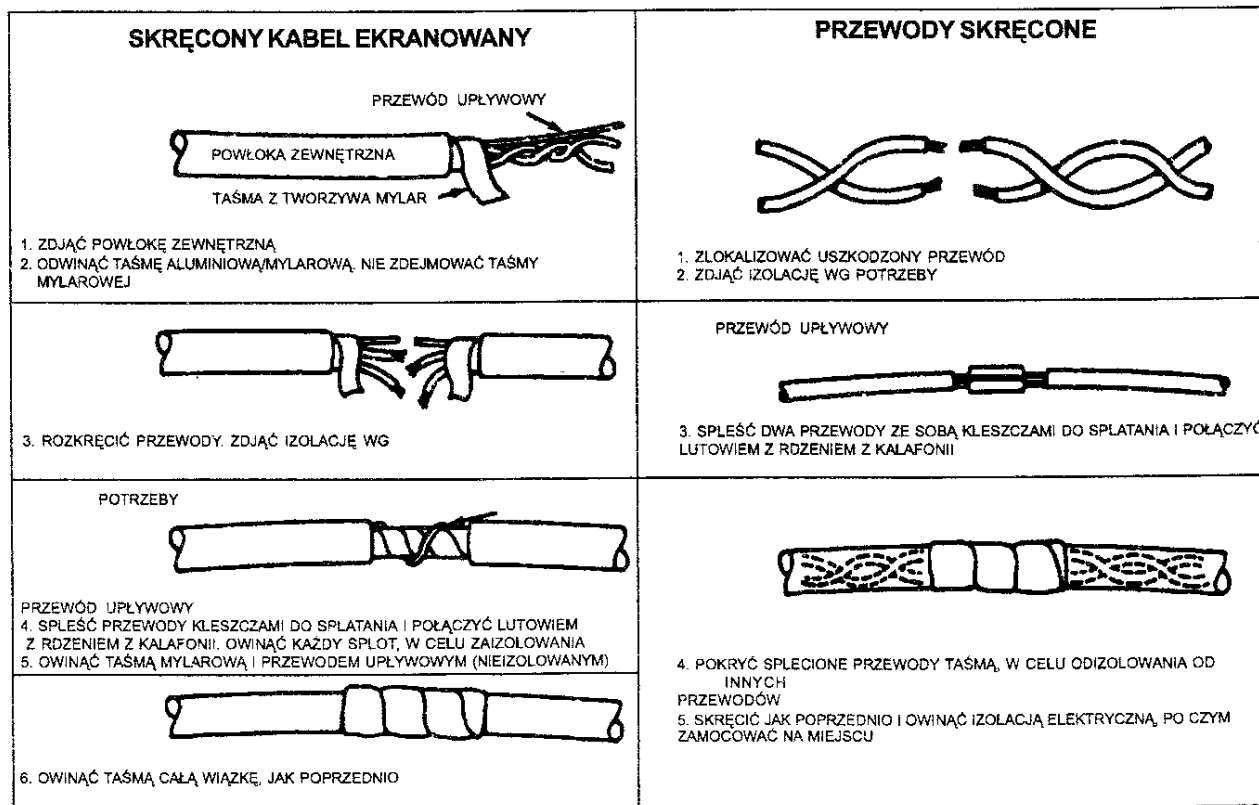 SKRĘCONY KABEL EKRANOWANY
PRZEWÓD UPŁYWOWY
POWŁOKA ZEWNĘTRZNA
TAŚMA Z TWORZYWA MYLAR
1. ZDJĄĆ POWŁOKĘ ZEWNĘTRZNĄ
2. ODWINĄĆ TAŚMĘ ALUMINIOWĄ/MYLAROWĄ. NIE ZDEJMOWAĆ TAŚMY
MYLAROWEJ
3. ROZKRĘCIĆ PRZEWODY. ZDJĄĆ IZOLACJĘ WG
POTRZEBY
PRZEWÓD UPŁYWOWY
4. SPLEŚĆ PRZEWODY KLESZCZAMI DO SPLATANIA I POŁĄCZYĆ LUTOWIEM
Z RDZENIEM Z KALAFONII. OWINĄĆ KAŻDY SPLOT, W CELU ZAIZOLOWANIA
5. OWINĄĆ TAŚMĄ MYLAROWĄ I PRZEWODEM UPŁYWOWYM (NIEIZOLOWANYM)
6. OWINĄĆ TAŚMĄ CAŁĄ WIĄZKĘ, JAK POPRZEDNIO
PRZEWODY SKRĘCONE
1. ZLOKALIZOWAĆ USZKODZONY PRZEWÓD
2. ZDJĄĆ IZOLACJĘ WG POTRZEBY
PRZEWÓD UPŁYWOWY
3. SPLEŚĆ DWA PRZEWODY ZE SOBĄ KLESZCZAMI DO SPLATANIA I POŁĄCZYĆ
LUTOWIEM Z RDZENIEM Z KALAFONII
4. POKRYĆ SPLECIONE PRZEWODY TAŚMĄ, W CELU ODIZOLOWANIA OD
INNYCH
PRZEWODÓW
5. SKRĘCIĆ JAK POPRZEDNIO I OWINĄĆ IZOLACJĄ ELEKTRYCZNĄ, PO CZYM
ZAMOCOWAĆ NA MIEJSCU